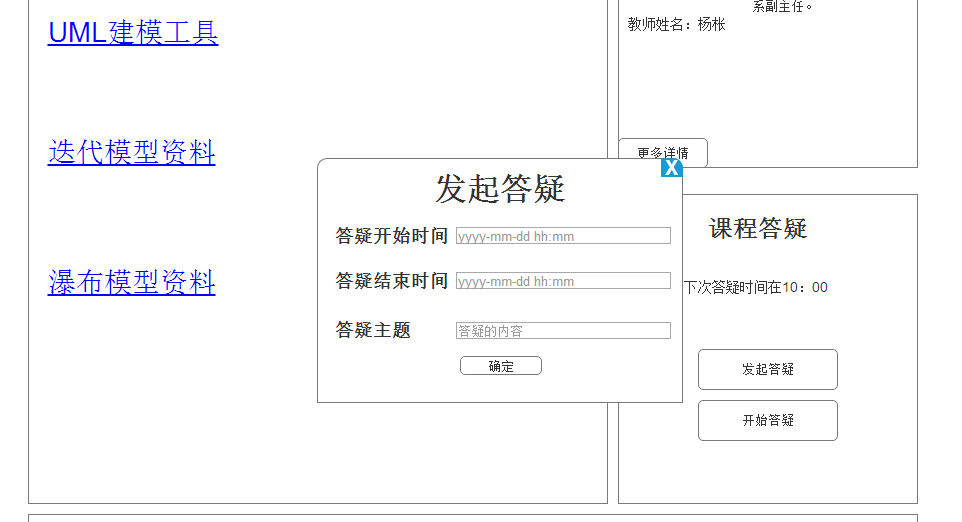 UML建模工具
迭代模型资料
瀑布模型资料
系副主任。
教师姓名：杨枨
更多详情
X
发起答疑
答疑开始时间 yyyy-mm-dd hh:mm
答疑结束时间 yyyy-mm-dd hh:mm
答疑主题 答疑的内容
确定
课程答疑
下次答疑时间在10：00
发起答疑
开始答疑